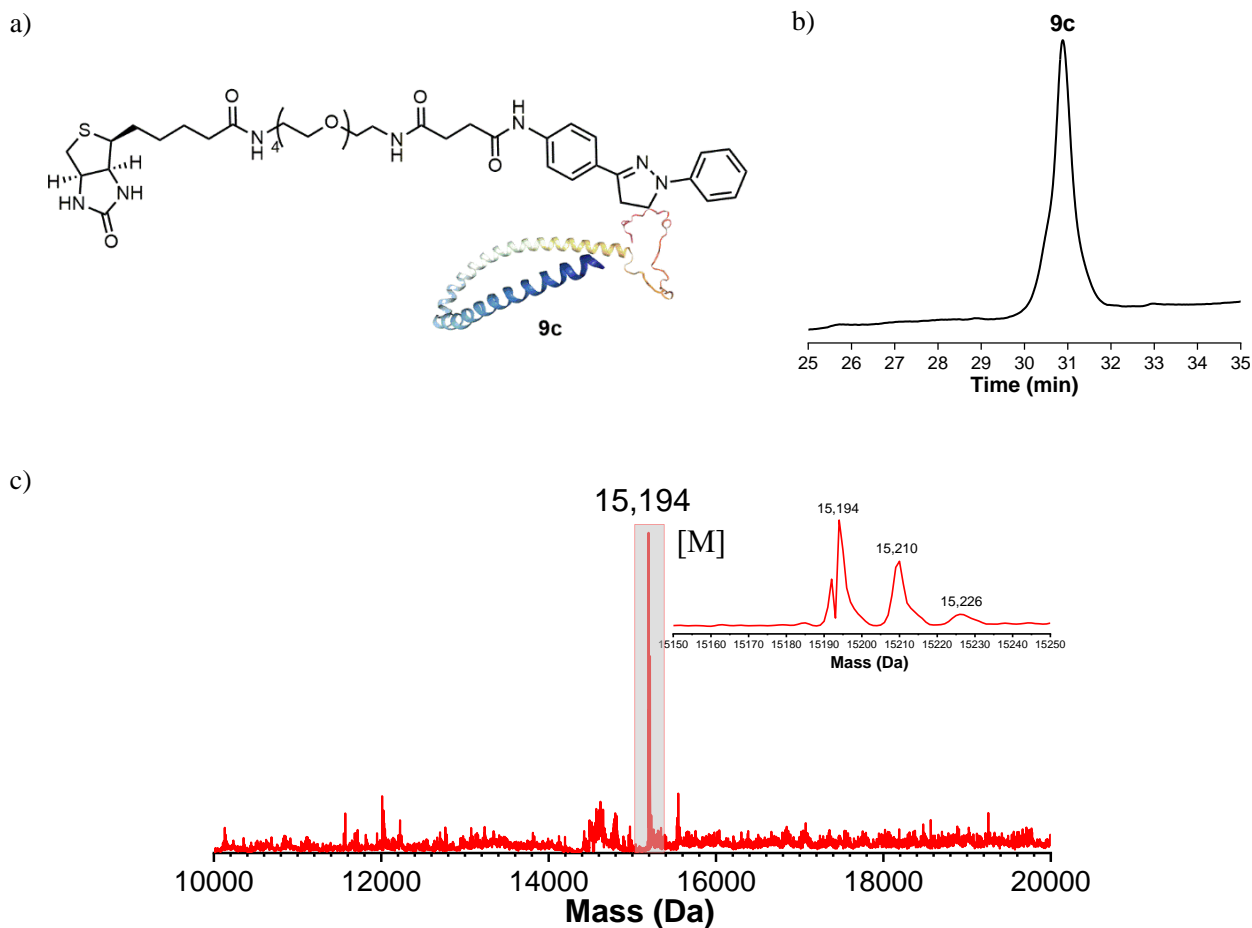 a)
b)
9c
O
O
H
N
S
N
H
4
O
N
H
O
N
N
H
H
HN
NH
O
9c
25 26 27 28 29 30 31 32 33 34 35
Time (min)
c)
15,194
[M]
15,194
15,210
15,226
15150 15160 15170 15180 15190 15200 15210 15220 15230 15240 15250
Mass (Da)
10000 12000 14000 16000 18000 20000
Mass (Da)